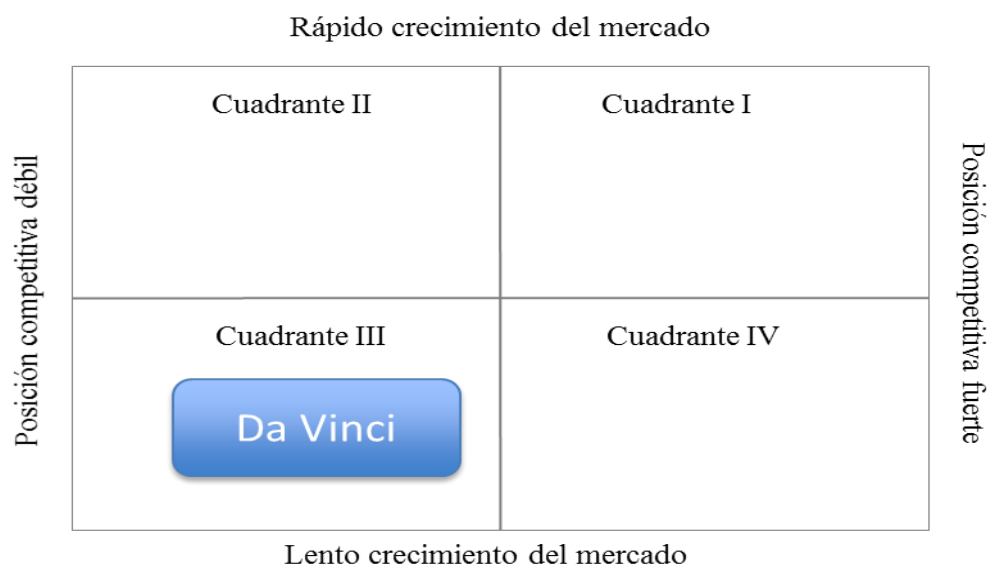 Rápido crecimiento del mercado
Cuadrante II
Cuadrante I
Posición competitiva débil
Posición competitiva fuerte
Cuadrante III
Cuadrante IV
Da Vinci
Lento crecimiento del mercado